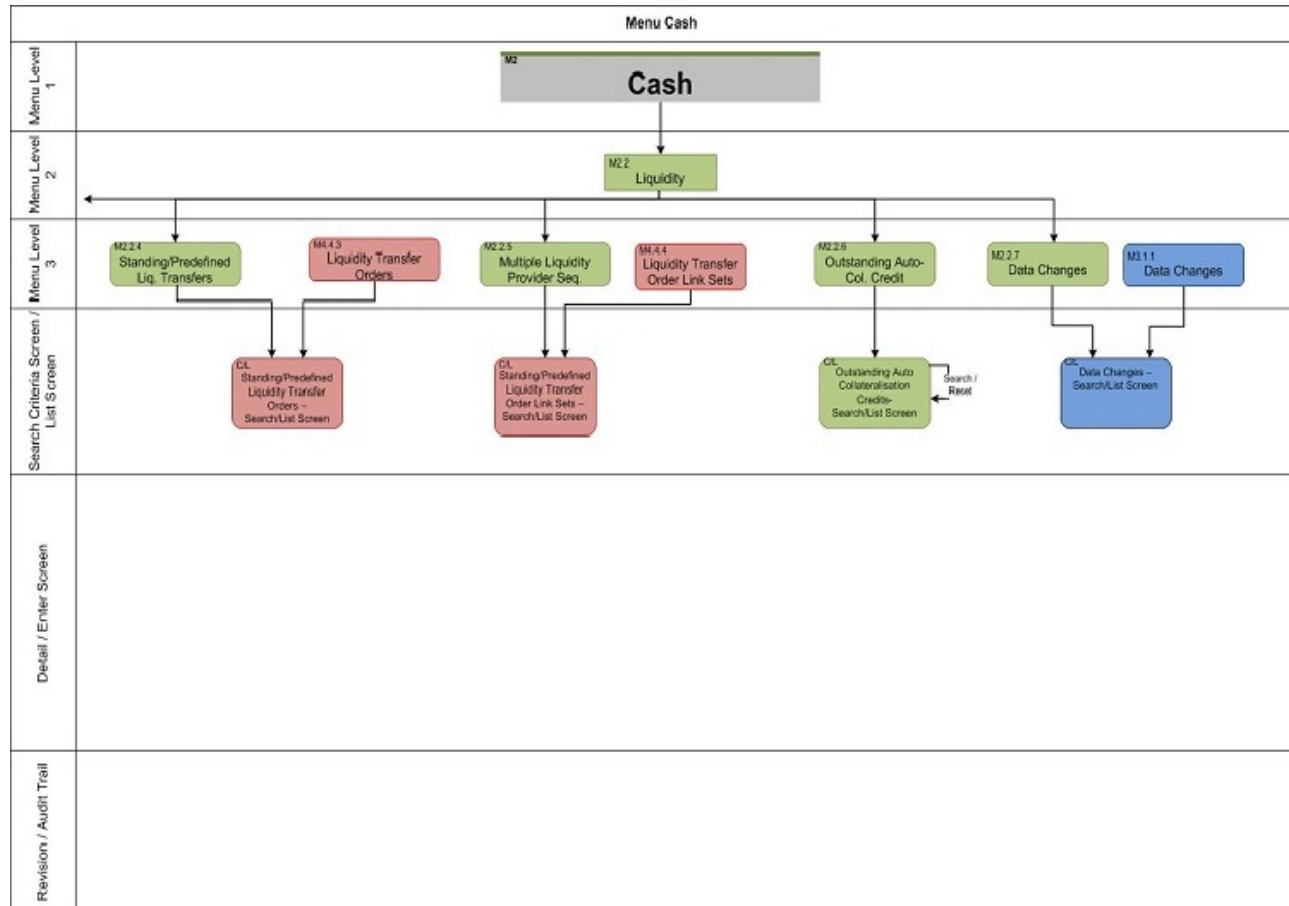 Menu Cash
Menu Level
1
M2
Cash
Menu Level
2
M2.2
Liquidity
Menu Level
3
M2.2.4
Standing/Predefined
Liq. Transfers
M4.4.3
Liquidity Transfer
Orders
M2.2.5
Multiple Liquidity
Provider Seq.
M4.4.4
Liquidity Transfer
Order Link Sets
M2.2.6
Outstanding Auto-
Col. Credit
M2.2.7
Data Changes
M3.1.1
Data Changes
Search Criteria Screen /
List Screen
C/L
Standing/Predefined
Liquidity Transfer
Orders –
Search/List Screen
C/L
Standing/Predefined
Liquidity Transfer
Order Link Sets –
Search/List Screen
C/L
Outstanding Auto
Collateralisation
Credits-
Search/List Screen
Search /
Reset
C/L
Data Changes –
Search/List Screen
Detail / Enter Screen
Revision / Audit Trail